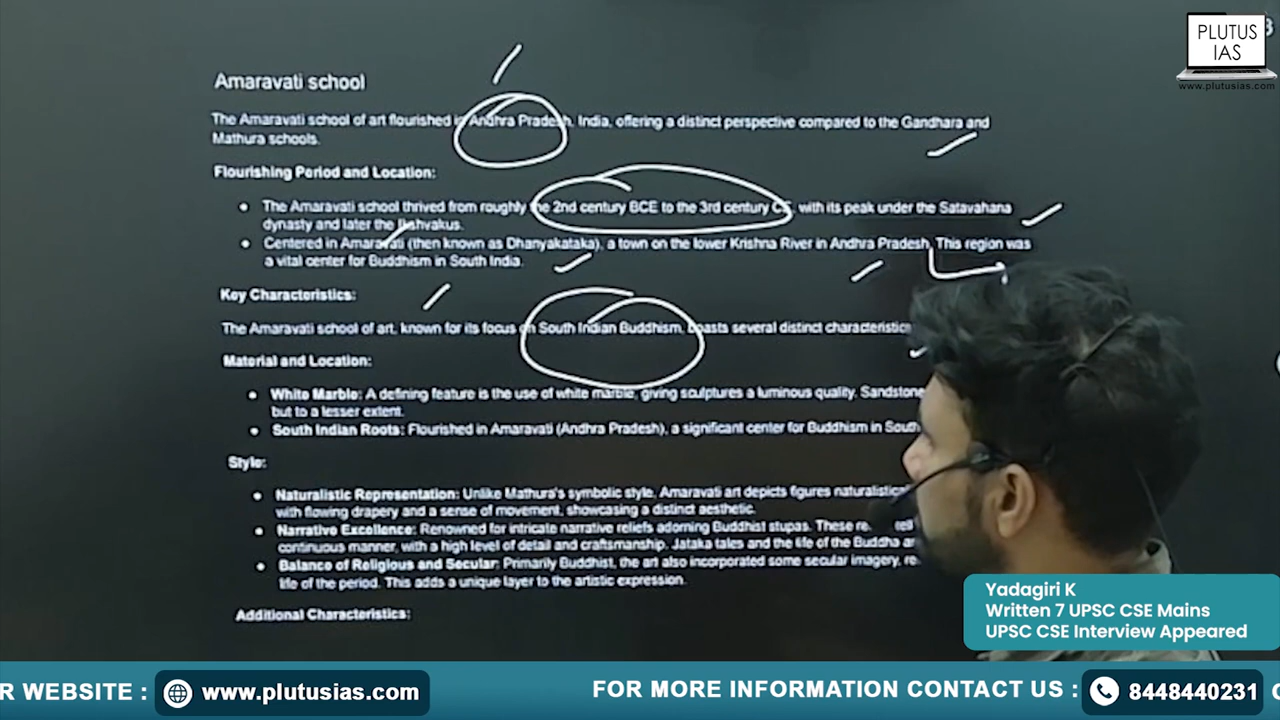 PLUTUS
IAS
www.plutusias.com
Amaravati school
The Amaravati school of art flourished in Andhra Pradesh, India, offering a distinct perspective compared to the Gandhara and
Mathura schools.
Flourishing Period and Location:
The Amaravati school thrived from roughly the 2nd century BCE to the 3rd century CE, with its peak under the Satavahana
dynasty and later the Ikshvakus.
Centered in Amaravati (then known as Dhanyakataka), a town on the lower Krishna River in Andhra Pradesh. This region was
a vital center for Buddhism in South India.
Key Characteristics:
The Amaravati school of art, known for its focus on South Indian Buddhism, boasts several distinct
Material and Location:
White Marble: A defining feature is the use of white marble, giving sculptures a luminous quality. Sandstone
but to a lesser extent.
South Indian Roots: Flourished in Amaravati (Andhra Pradesh), a significant center for Buddhism in South
Style:
Naturalistic Representation: Unlike Mathura's symbolic style, Amaravati art depicts figures
with flowing drapery and a sense of movement, showcasing a distinct aesthetic.
Narrative Excellence: Renowned for intricate narrative reliefs adorning Buddhist stupas. These
continuous manner, with a high level of detail and craftsmanship. Jataka tales and the life of the Buddha
Balance of Religious and Secular: Primarily Buddhist, the art also incorporated some secular imagery,
life of the period. This adds a unique layer to the artistic expression.
Additional Characteristics:
Yadagiri K
Written 7 UPSC CSE Mains
UPSC CSE Interview Appeared
R WEBSITE : www.plutusias.com FOR MORE INFORMATION CONTACT US : 8448440231